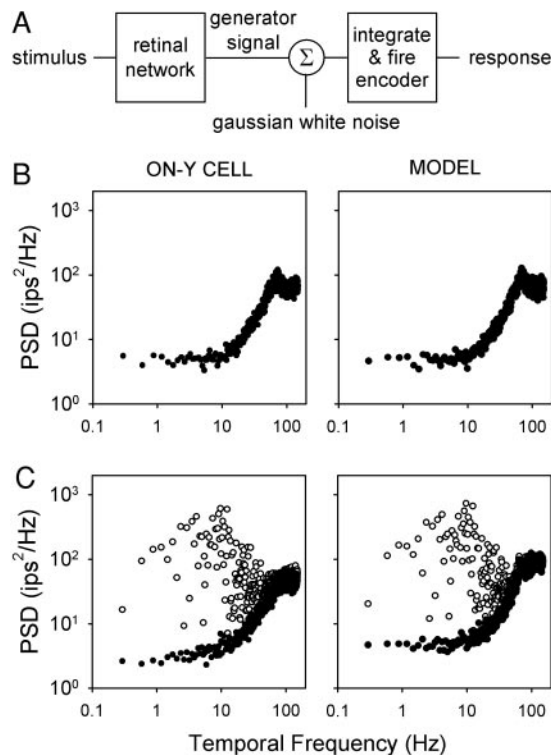 A
stimulus
retinal
network
generator
signal
Σ
integrate
& fire
encoder
response
gaussian white noise
B
ON-Y CELL
MODEL
PSD (ips²/Hz)
10³
10²
10¹
10⁰
0.1 1 10 100
0.1 1 10 100
C
PSD (ips²/Hz)
10³
10²
10¹
10⁰
0.1 1 10 100
0.1 1 10 100
Temporal Frequency (Hz)